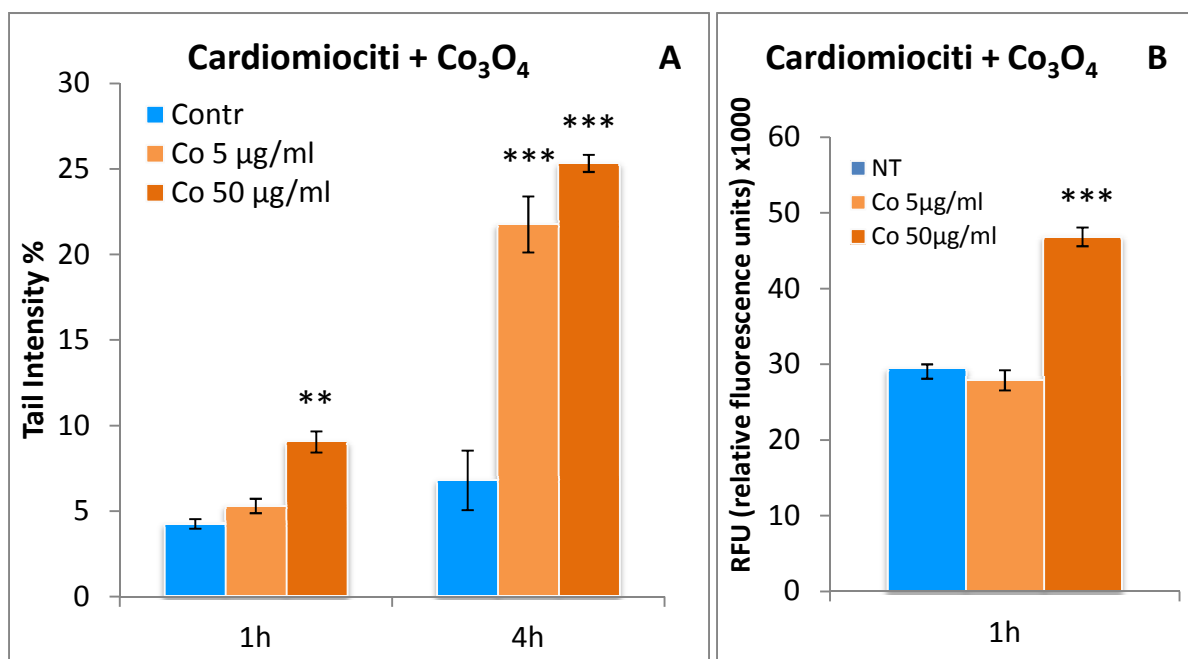 Cardiomiociti + Co₃O₄
A
Tail Intensity %
30
25
20
15
10
5
0
Contr
Co 5 µg/ml
Co 50 µg/ml
**
***
***
1h
4h
Cardiomiociti + Co₃O₄
B
RFU (relative fluorescence units) x1000
60
50
40
30
20
10
0
NT
Co 5µg/ml
Co 50µg/ml
***
1h